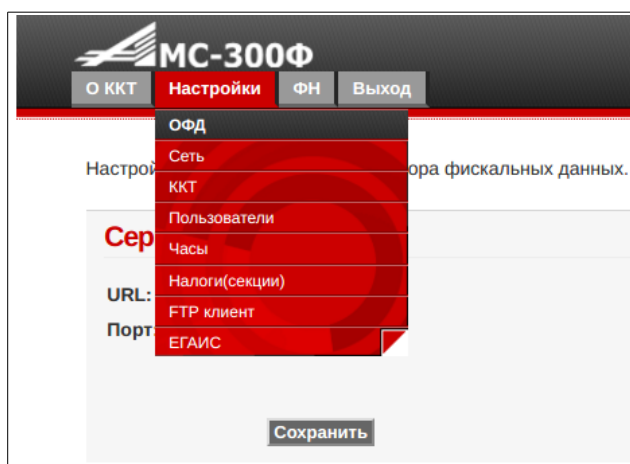 АМС-300Ф
О ККТ Настройки ФН Выход
ОФД
Сеть
ККТ
Пользователи
Часы
Налоги(секции)
FTP клиент
ЕГАИС
Настрой ора фискальных данных.
Сер
URL:
Порт:
Сохранить